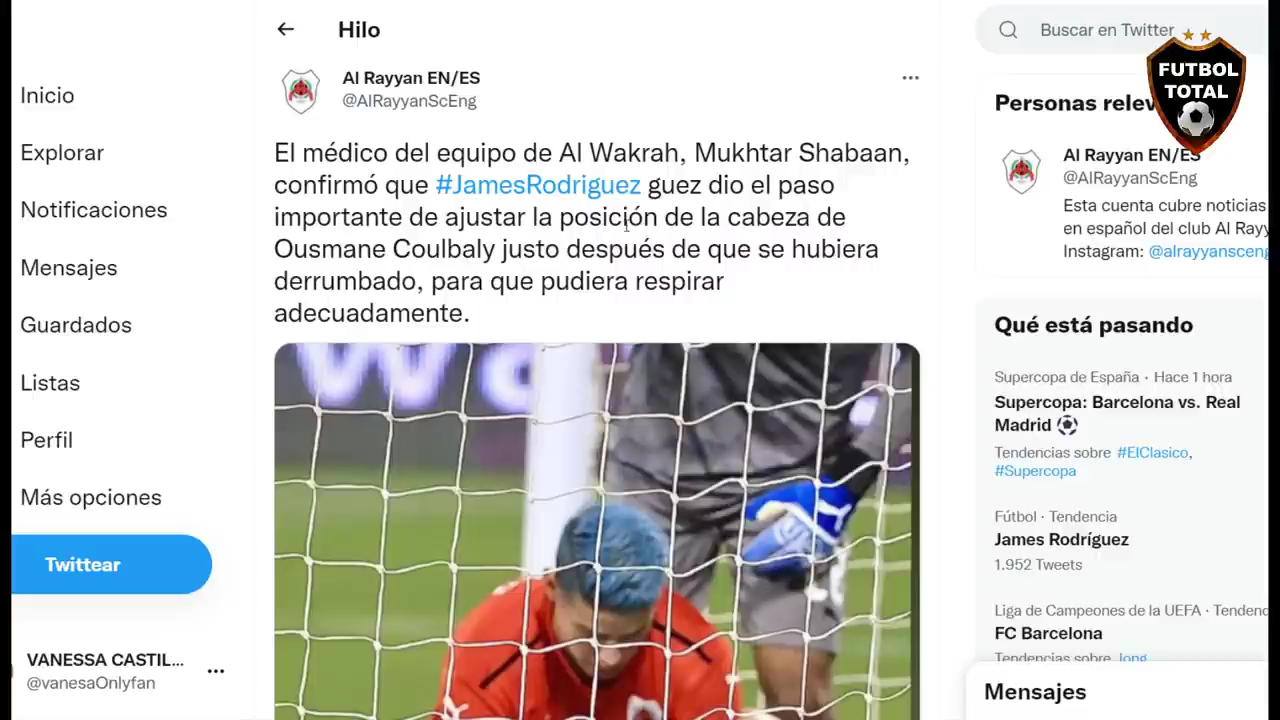 Hilo
Al Rayyan EN/ES
@AlRayyanScEng
El médico del equipo de Al Wakrah, Mukhtar Shabaan,
confirmó que #JamesRodriguez guez dio el paso
importante de ajustar la posición de la cabeza de
Ousmane Coulbaly justo después de que se hubiera
derrumbado, para que pudiera respirar
adecuadamente.
Inicio
Explorar
Notificaciones
Mensajes
Guardados
Listas
Perfil
Más opciones
Twittear
VANESSA CASTIL...
@vanesaOnlyfan
Buscar en Twitter
FUTBOL
TOTAL
Personas relev
Al Rayyan EN/ES
@AlRayyanScEng
Esta cuenta cubre noticias
en español del club Al Rayy
Instagram: @alrayyansceng
Qué está pasando
Supercopa de España · Hace 1 hora
Supercopa: Barcelona vs. Real
Madrid
Tendencias sobre #ElClasico,
#Supercopa
Fútbol · Tendencia
James Rodríguez
1.952 Tweets
Liga de Campeones de la UEFA · Tendenc
FC Barcelona
Tendencias sobre Jong
Mensajes